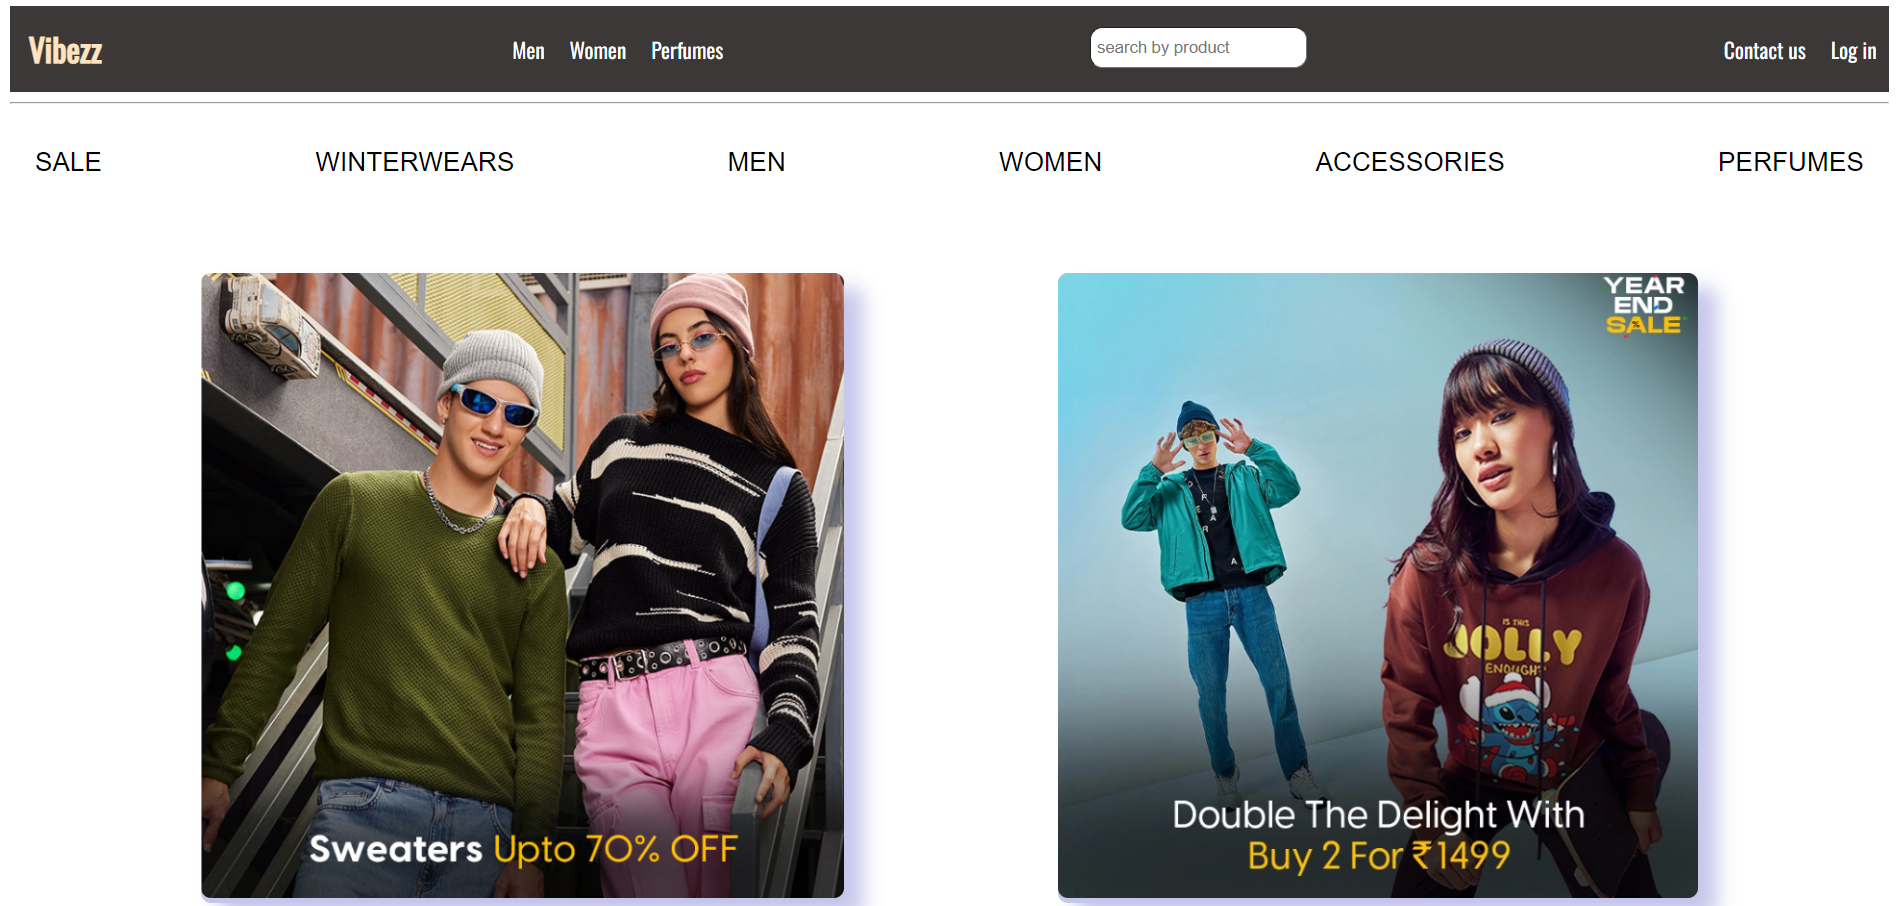 Vibezz
Men Women Perfumes
search by product
Contact us Log in
SALE WINTERWEARS MEN WOMEN ACCESSORIES PERFUMES
Sweaters Upto 70% OFF
YEAR
END
SALE
IS THIS
JOLLY
ENOUGH?
Double The Delight With
Buy 2 For ₹1499